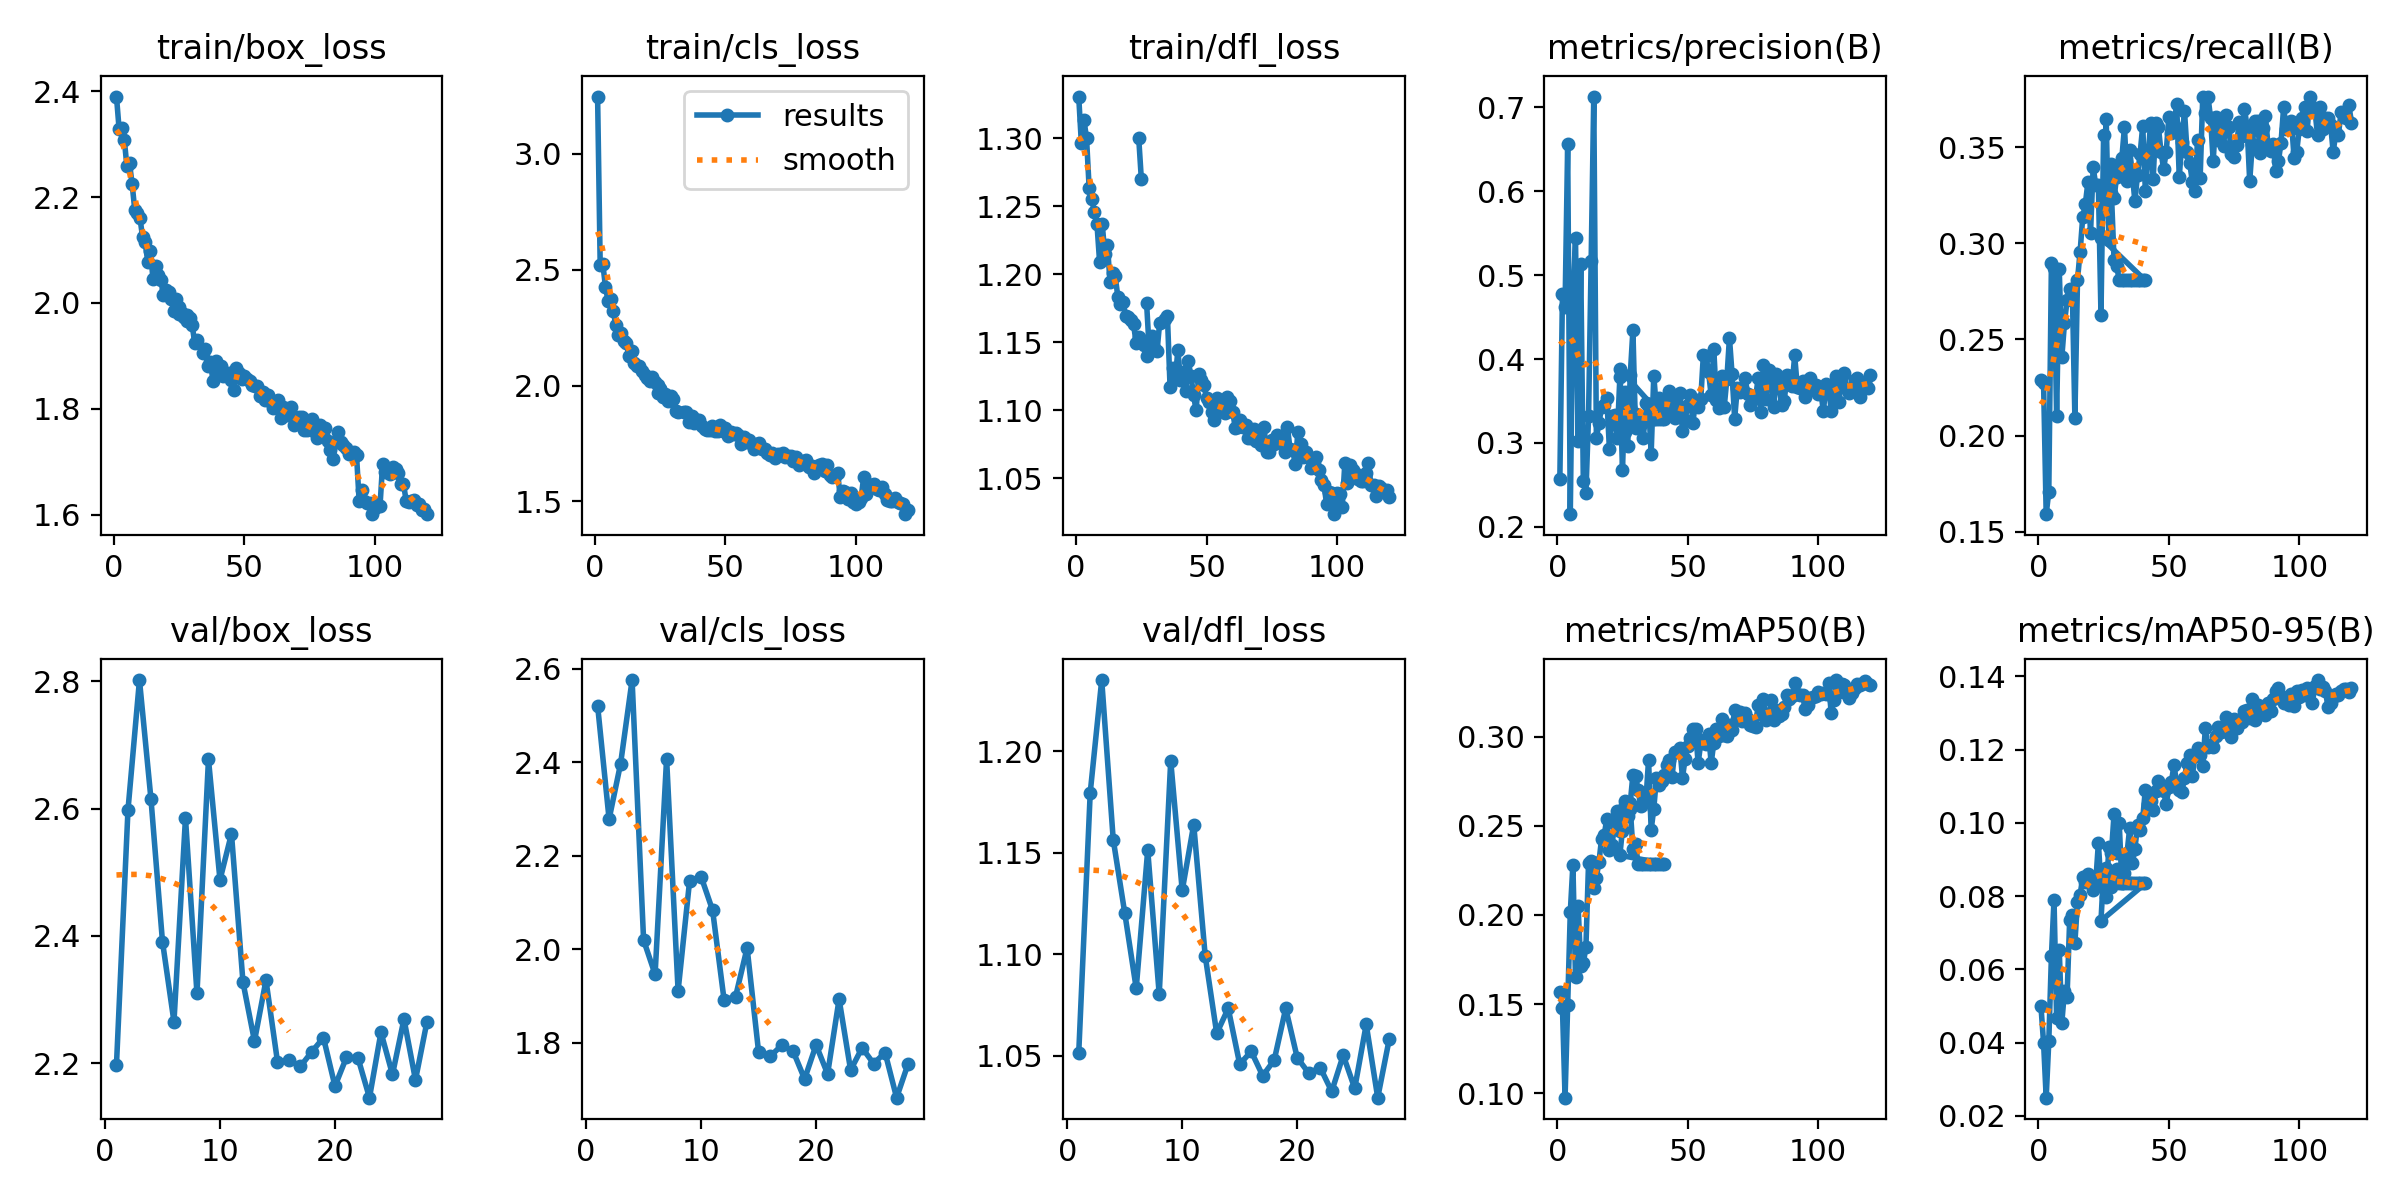 train/box_loss
2.4
2.2
2.0
1.8
1.6
0 50 100
train/cls_loss
results
smooth
3.0
2.5
2.0
1.5
0 50 100
train/dfl_loss
1.30
1.25
1.20
1.15
1.10
1.05
0 50 100
metrics/precision(B)
0.7
0.6
0.5
0.4
0.3
0.2
0 50 100
metrics/recall(B)
0.35
0.30
0.25
0.20
0.15
0 50 100
val/box_loss
2.8
2.6
2.4
2.2
0 10 20
val/cls_loss
2.6
2.4
2.2
2.0
1.8
0 10 20
val/dfl_loss
1.20
1.15
1.10
1.05
0 10 20
metrics/mAP50(B)
0.30
0.25
0.20
0.15
0.10
0 50 100
metrics/mAP50-95(B)
0.14
0.12
0.10
0.08
0.06
0.04
0.02
0 50 100